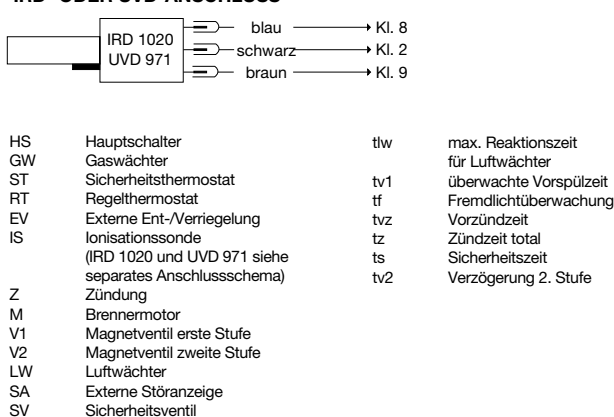 IRD- ODER UVD-ANSCHLUSS
IRD 1020
UVD 971
blau Kl. 8
schwarz Kl. 2
braun Kl. 9
HS Hauptschalter
GW Gaswächter
ST Sicherheitsthermostat
RT Regelthermostat
EV Externe Ent-/Verriegelung
IS Ionisationssonde
(IRD 1020 und UVD 971 siehe
separates Anschlussschema)
Z Zündung
M Brennermotor
V1 Magnetventil erste Stufe
V2 Magnetventil zweite Stufe
LW Luftwächter
SA Externe Störanzeige
SV Sicherheitsventil
tlw max. Reaktionszeit
für Luftwächter
tv1 überwachte Vorspülzeit
tf Fremdlichtüberwachung
tvz Vorzündzeit
tz Zündzeit total
ts Sicherheitszeit
tv2 Verzögerung 2. Stufe